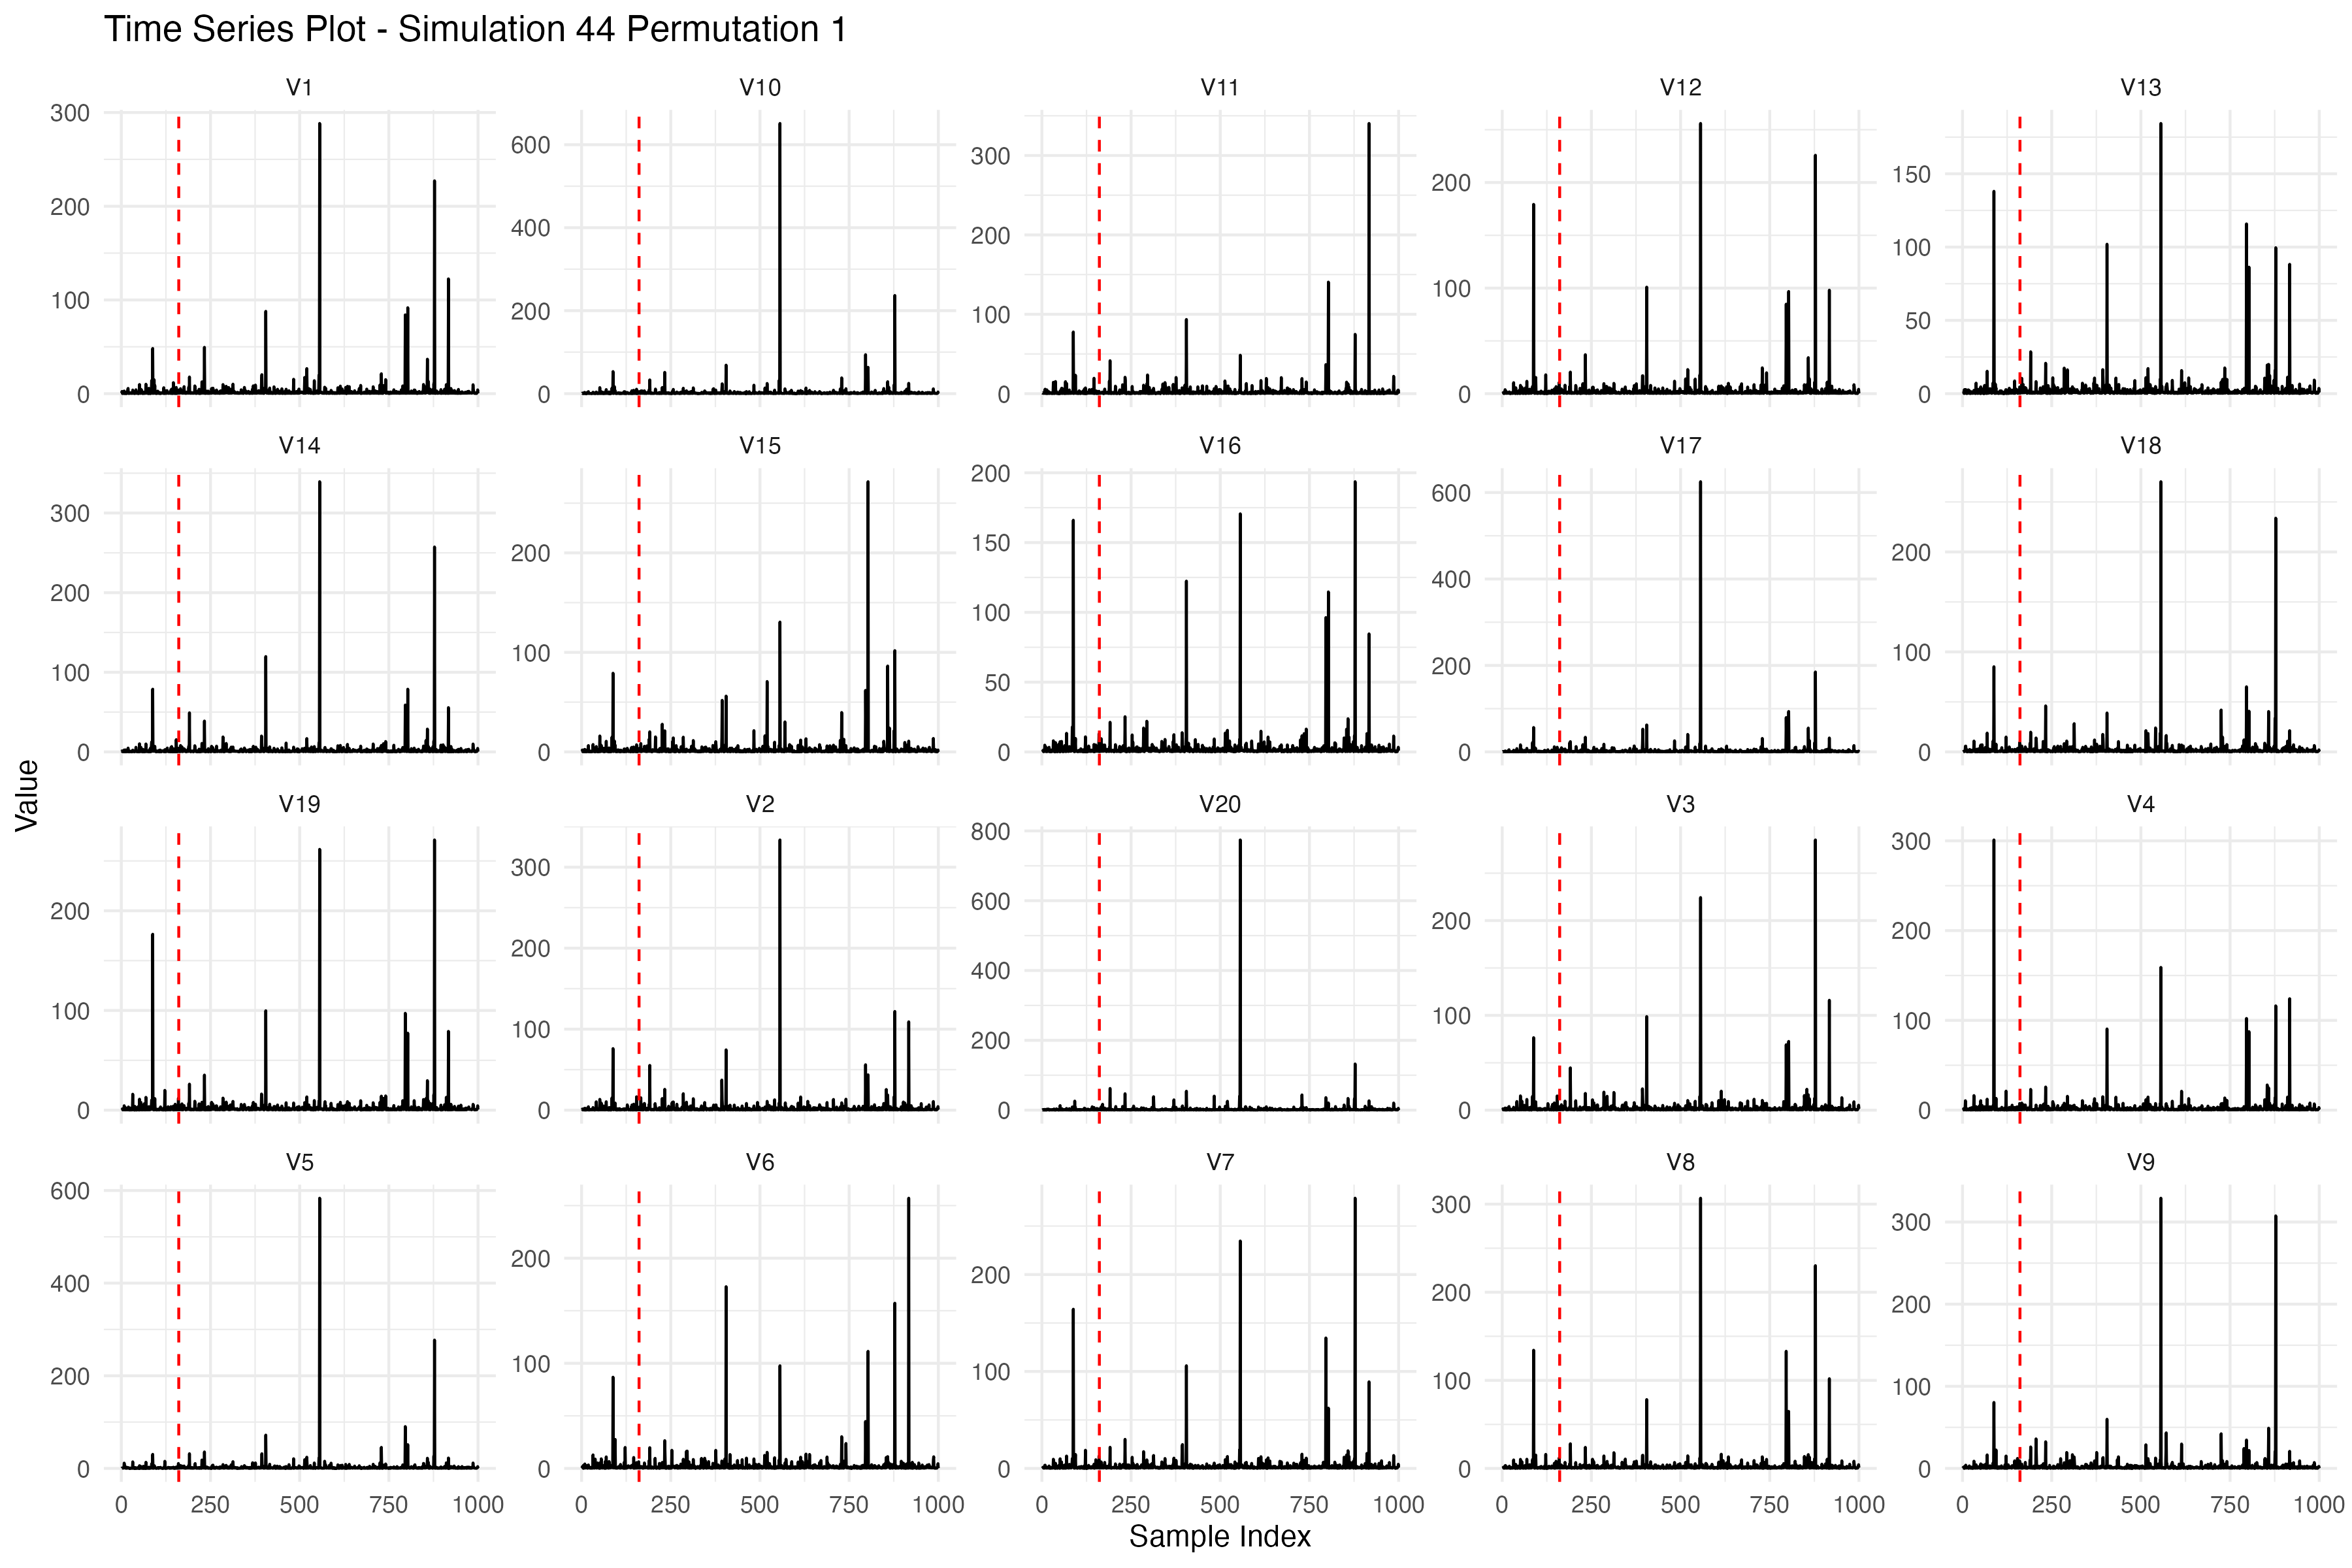 Time Series Plot - Simulation 44 Permutation 1
V1 V10 V11 V12 V13
300 200 100 0
600 400 200 0
300 200 100 0
200 100 0
150 100 50 0
V14 V15 V16 V17 V18
300 200 100 0
200 100 0
200 150 100 50 0
600 400 200 0
200 100 0
Value
V19 V2 V20 V3 V4
200 100 0
300 200 100 0
800 600 400 200 0
200 100 0
300 200 100 0
V5 V6 V7 V8 V9
600 400 200 0
200 100 0
200 100 0
300 200 100 0
300 200 100 0
0 250 500 750 1000 0 250 500 750 1000 0 250 500 750 1000 0 250 500 750 1000 0 250 500 750 1000
Sample Index